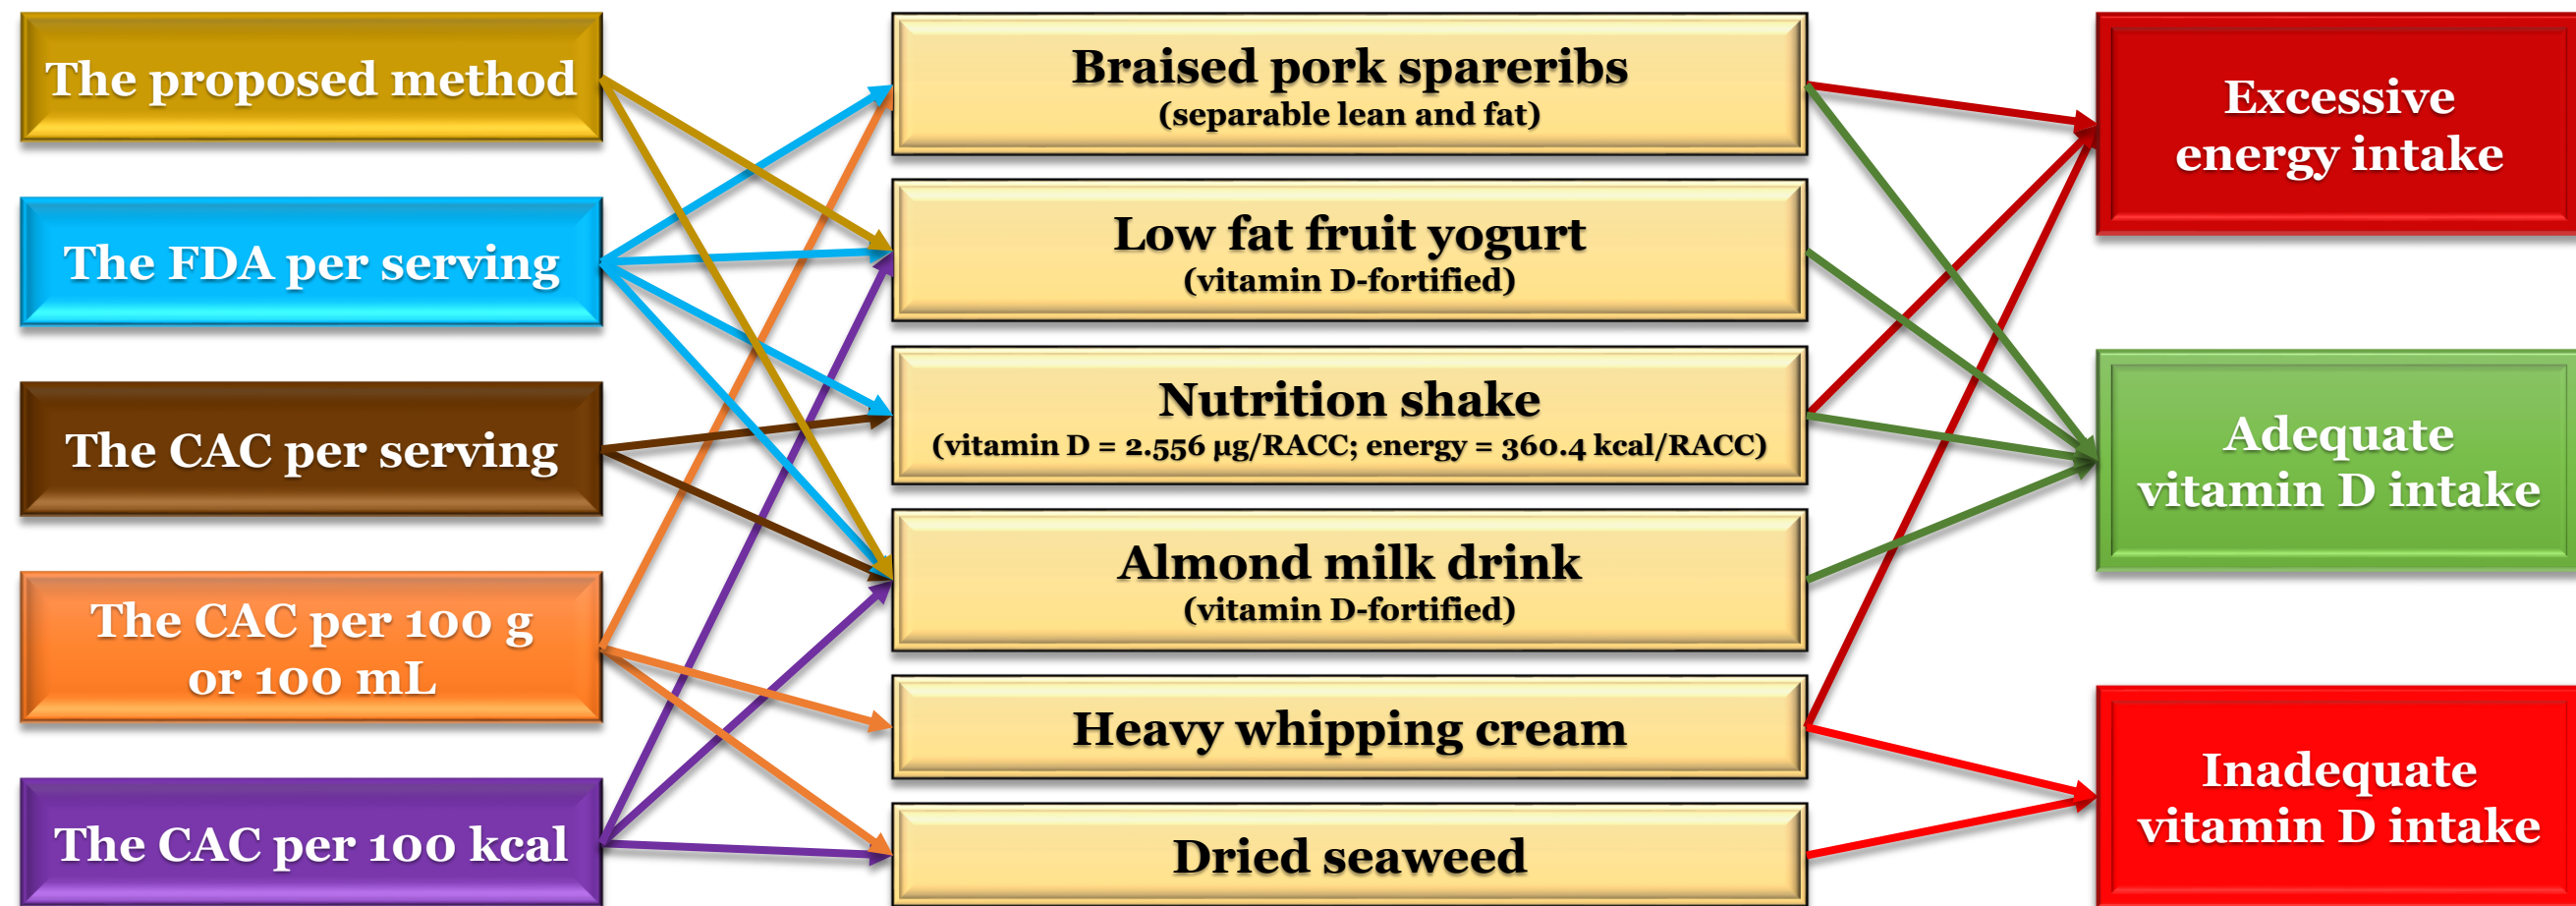 The proposed method
The FDA per serving
The CAC per serving
The CAC per 100 g
or 100 mL
The CAC per 100 kcal
Braised pork spareribs
(separable lean and fat)
Low fat fruit yogurt
(vitamin D-fortified)
Nutrition shake
(vitamin D = 2.556 µg/RACC; energy = 360.4 kcal/RACC)
Almond milk drink
(vitamin D-fortified)
Heavy whipping cream
Dried seaweed
Excessive
energy intake
Adequate
vitamin D intake
Inadequate
vitamin D intake